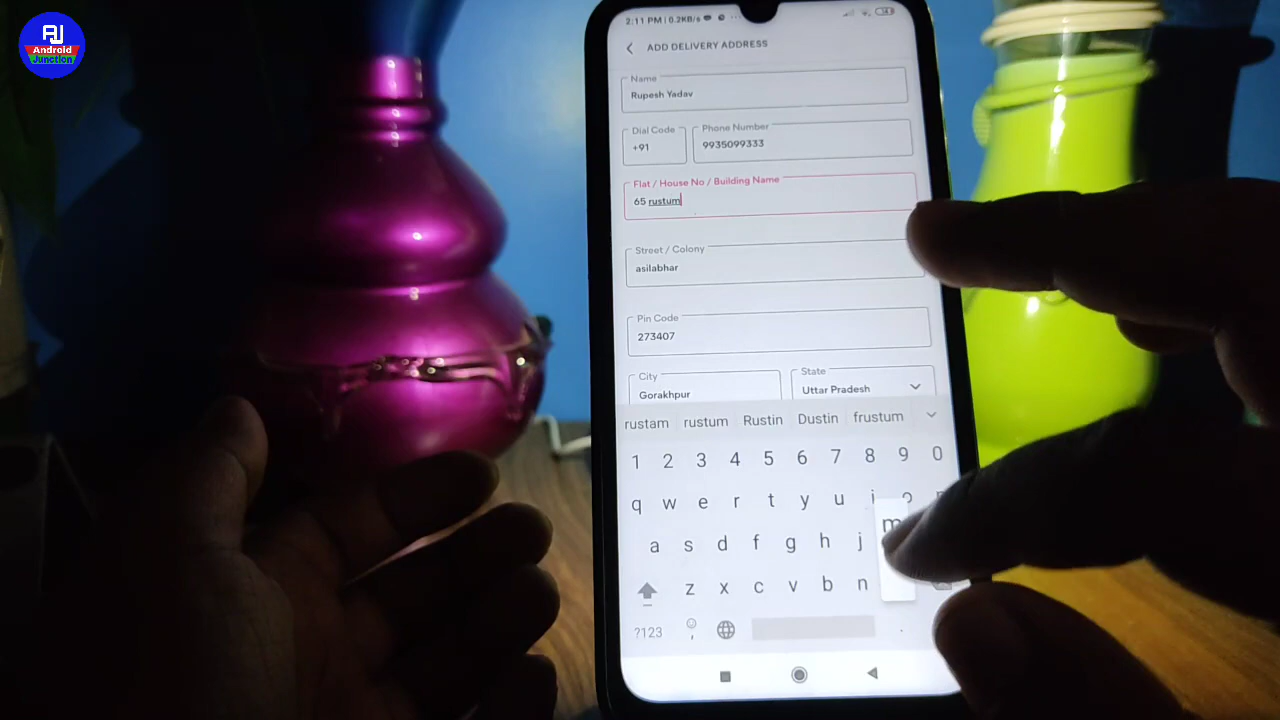 AJ
Android
Junction
2:11 PM | 0.2KB/s
ADD DELIVERY ADDRESS
Name
Rupesh Yadav
Dial Code
+91
Phone Number
9935099333
Flat / House No / Building Name
65 rustum
Street / Colony
asilabhar
Pin Code
273407
City
Gorakhpur
State
Uttar Pradesh
rustam rustum Rustin Dustin frustum
1 2 3 4 5 6 7 8 9 0
q w e r t y u i o
a s d f g h j
m
z x c v b n
?123 , .